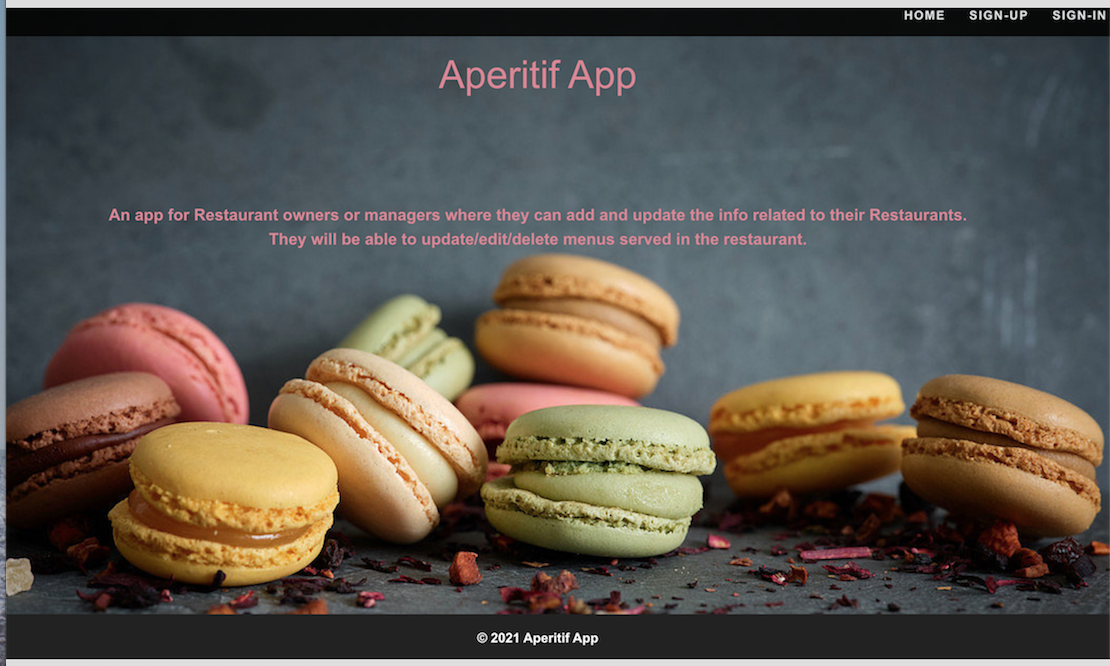 HOME SIGN-UP SIGN-IN
Aperitif App
An app for Restaurant owners or managers where they can add and update the info related to their Restaurants.
They will be able to update/edit/delete menus served in the restaurant.
© 2021 Aperitif App